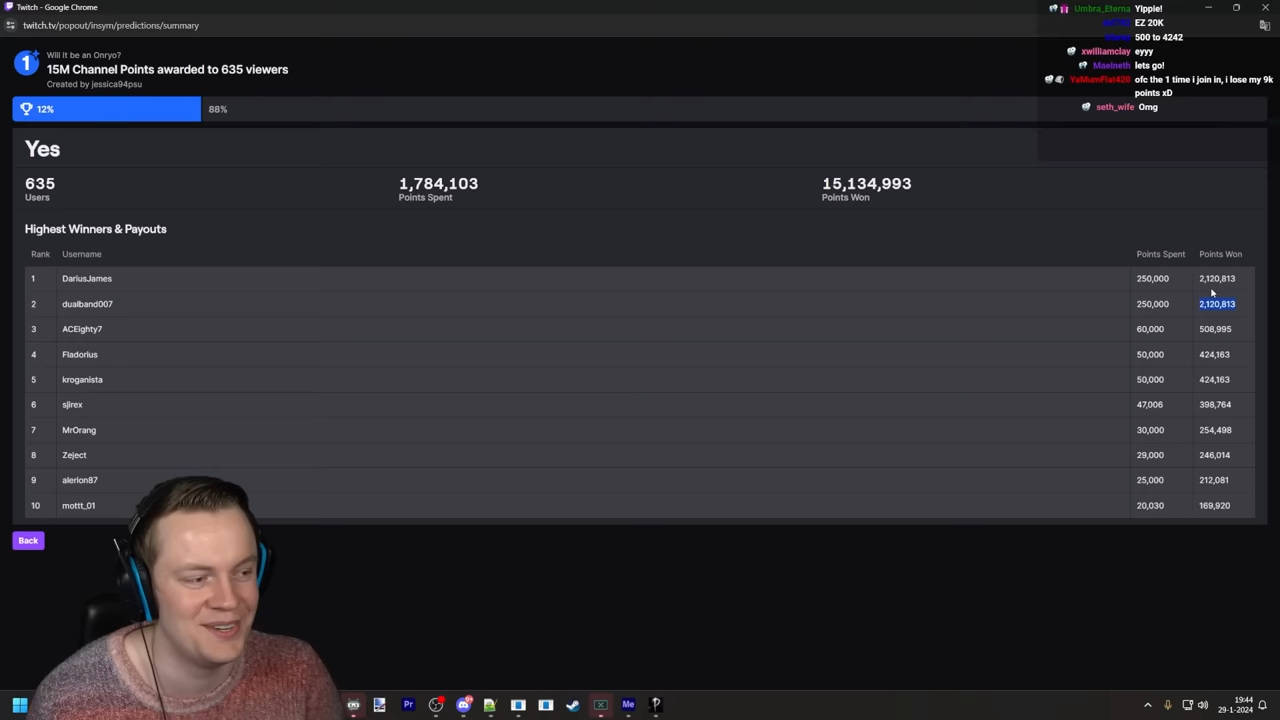 Twitch - Google Chrome
twitch.tv/popout/insym/predictions/summary
Will it be an Onryo?
15M Channel Points awarded to 635 viewers
Created by jessica94psu
12%
88%
Yes
635
Users
1,784,103
Points Spent
15,134,993
Points Won
Highest Winners & Payouts
Rank Username Points Spent Points Won
1 DariusJames 250,000 2,120,813
2 dualband007 250,000 2,120,813
3 ACEighty7 60,000 508,995
4 Fladorius 50,000 424,163
5 kroganista 50,000 424,163
6 sjirex 47,006 398,764
7 MrOrang 30,000 254,498
8 Zeject 29,000 246,014
9 alerion87 25,000 212,081
10 mottt_01 20,030 169,920
Back
Umbra_Eterna Yippie!
EZ 20K
500 to 4242
xwilliamclay eyyy
Maelneth lets go!
YaMumFlat420 ofc the 1 time i join in, i lose my 9k
points xD
seth_wife Omg
Pr
Me
19:44
29-1-2024